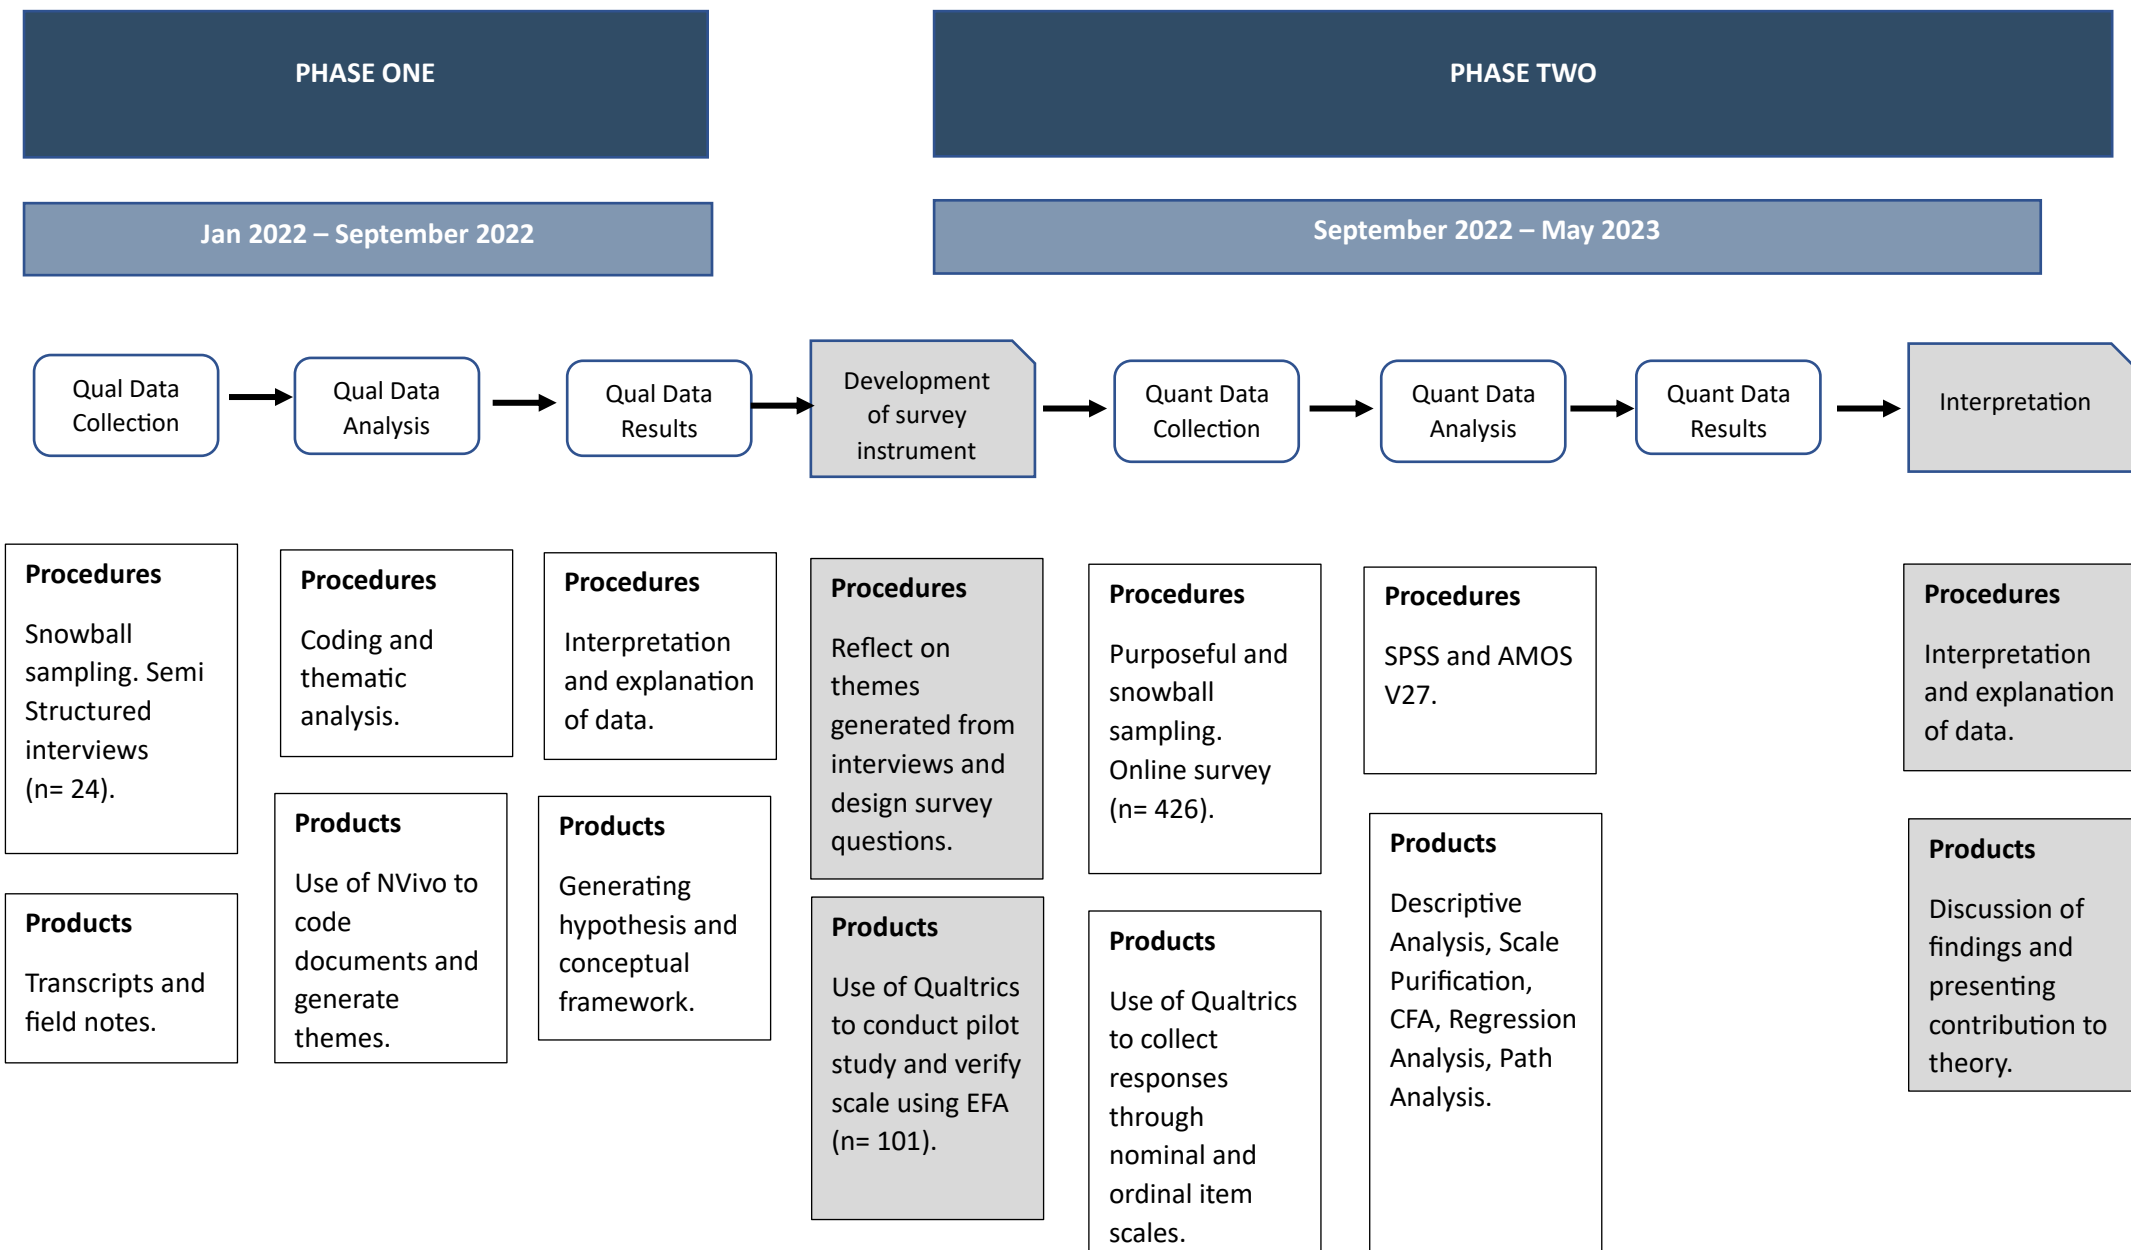 PHASE ONE
PHASE TWO
Jan 2022 – September 2022
September 2022 – May 2023
Qual Data
Collection
Qual Data
Analysis
Qual Data
Results
Development
of survey
instrument
Quant Data
Collection
Quant Data
Analysis
Quant Data
Results
Interpretation
Procedures
Snowball
sampling. Semi
Structured
interviews
(n= 24).
Products
Transcripts and
field notes.
Procedures
Coding and
thematic
analysis.
Products
Use of NVivo to
code
documents and
generate
themes.
Procedures
Interpretation
and explanation
of data.
Products
Generating
hypothesis and
conceptual
framework.
Procedures
Reflect on
themes
generated from
interviews and
design survey
questions.
Products
Use of Qualtrics
to conduct pilot
study and verify
scale using EFA
(n= 101).
Procedures
Purposeful and
snowball
sampling.
Online survey
(n= 426).
Products
Use of Qualtrics
to collect
responses
through
nominal and
ordinal item
scales.
Procedures
SPSS and AMOS
V27.
Products
Descriptive
Analysis, Scale
Purification,
CFA, Regression
Analysis, Path
Analysis.
Procedures
Interpretation
and explanation
of data.
Products
Discussion of
findings and
presenting
contribution to
theory.